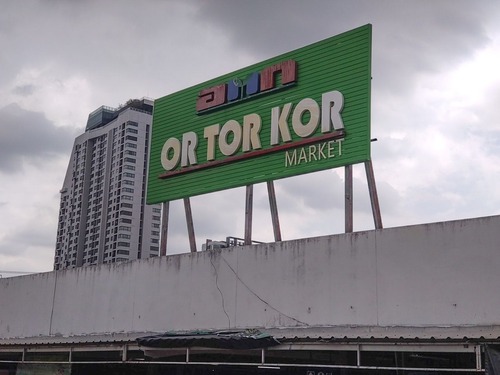 อตก
OR TOR KOR
MARKET